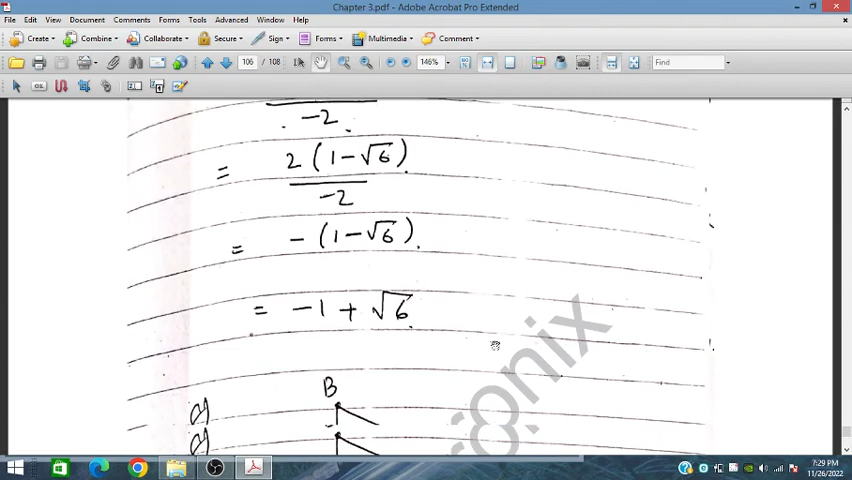 Chapter 3.pdf - Adobe Acrobat Pro Extended
File Edit View Document Comments Forms Tools Advanced Window Help
Create Combine Collaborate Secure Sign Forms Multimedia Comment
106 / 108 146% Find
-2
= 2(1-√6)
-2
= -(1-√6).
= -1 + √6
B
ronix
7:29 PM
11/26/2022